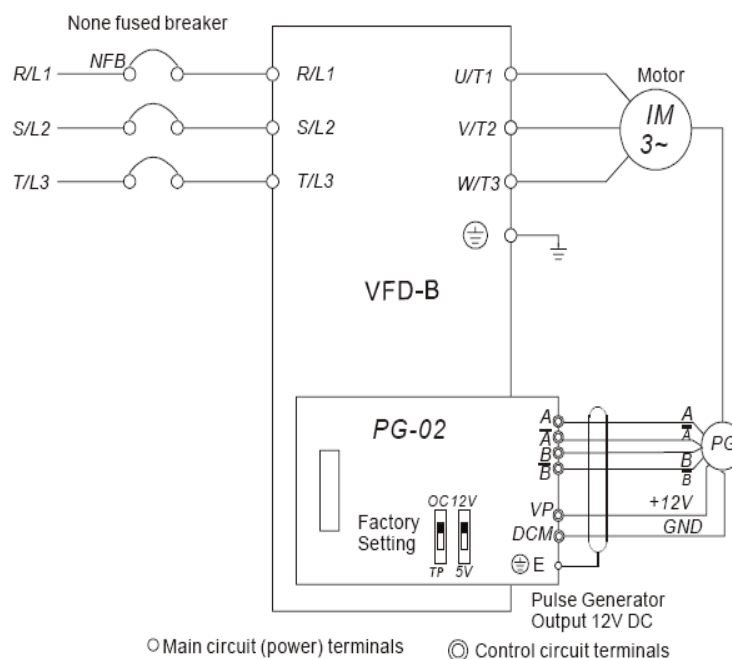 None fused breaker
R/L1 NFB R/L1 U/T1 Motor
IM
3~
S/L2 S/L2 V/T2
T/L3 T/L3 W/T3
VFD-B
PG-02
A A
A̅ A̅
B B
B̅ B̅
PG
OC 12V
VP +12V
Factory
Setting
DCM GND
TP 5V
E
Pulse Generator
Output 12V DC
Main circuit (power) terminals
Control circuit terminals